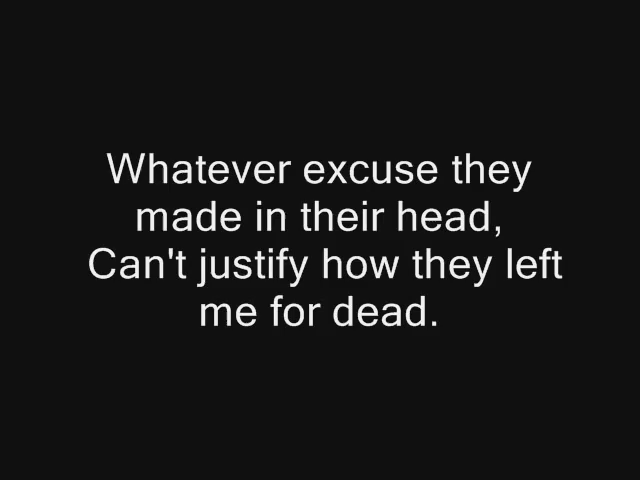 Whatever excuse they
made in their head,
Can't justify how they left
me for dead.